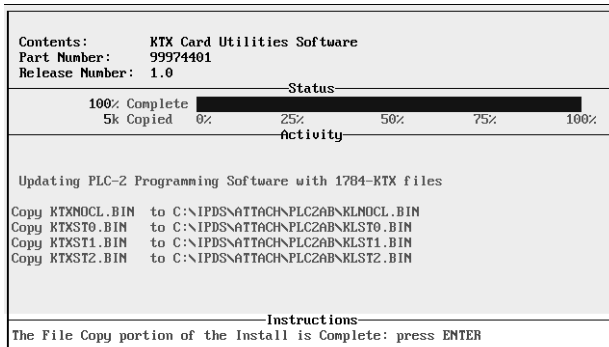 Contents: KTX Card Utilities Software
Part Number: 99974401
Release Number: 1.0
Status
100% Complete
5k Copied 0% 25% 50% 75% 100%
Activity
Updating PLC-2 Programming Software with 1784-KTX files
Copy KTXNOCL.BIN to C:\IPDS\ATTACH\PLC2AB\KLNOCL.BIN
Copy KTXST0.BIN to C:\IPDS\ATTACH\PLC2AB\KLST0.BIN
Copy KTXST1.BIN to C:\IPDS\ATTACH\PLC2AB\KLST1.BIN
Copy KTXST2.BIN to C:\IPDS\ATTACH\PLC2AB\KLST2.BIN
Instructions
The File Copy portion of the Install is Complete: press ENTER